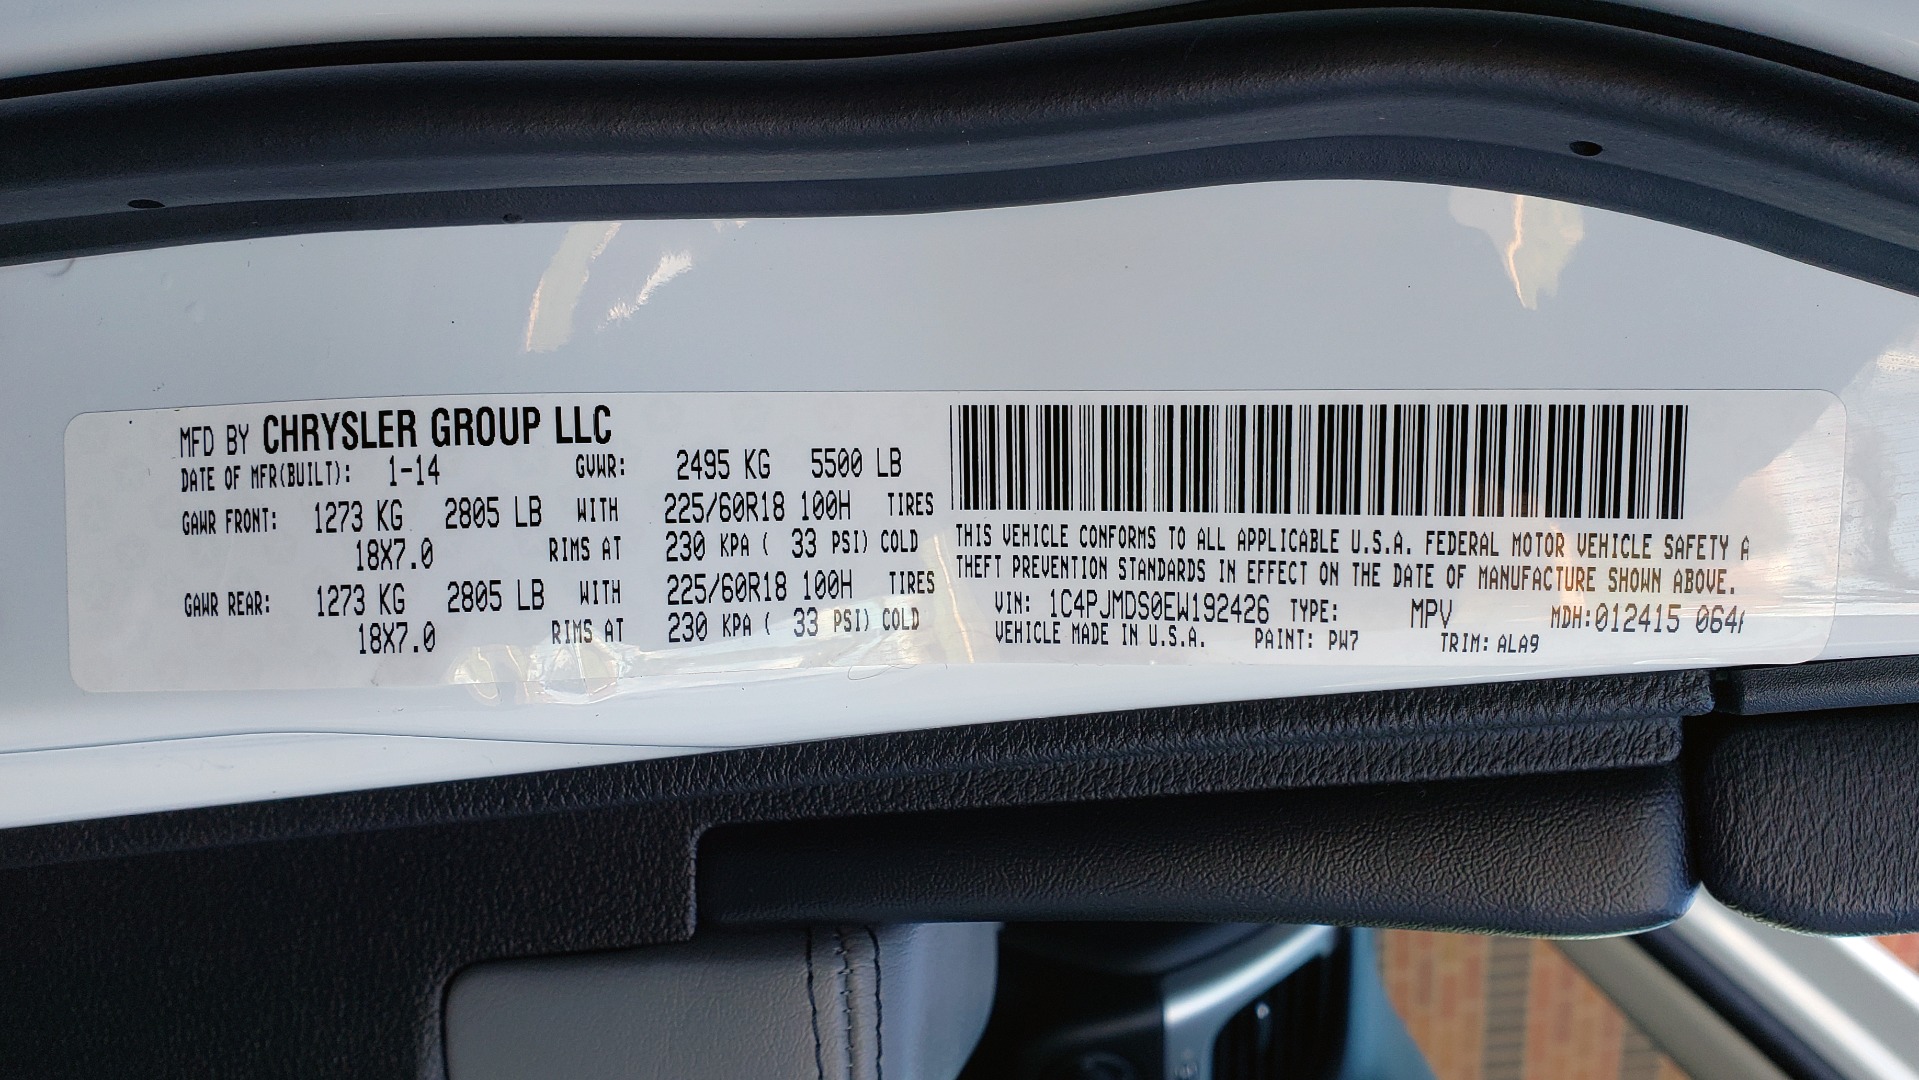 MFD BY CHRYSLER GROUP LLC
DATE OF MFR(BUILT): 1-14 GVWR: 2495 KG 5500 LB
GAWR FRONT: 1273 KG 2805 LB WITH 225/60R18 100H TIRES
18X7.0 RIMS AT 230 KPA ( 33 PSI) COLD
GAWR REAR: 1273 KG 2805 LB WITH 225/60R18 100H TIRES
18X7.0 RIMS AT 230 KPA ( 33 PSI) COLD
THIS VEHICLE CONFORMS TO ALL APPLICABLE U.S.A. FEDERAL MOTOR VEHICLE SAFETY A
THEFT PREVENTION STANDARDS IN EFFECT ON THE DATE OF MANUFACTURE SHOWN ABOVE.
VIN: 1C4PJMDS0EW192426 TYPE: MPV MDH:012415 064
VEHICLE MADE IN U.S.A. PAINT: PW7 TRIM: ALA9